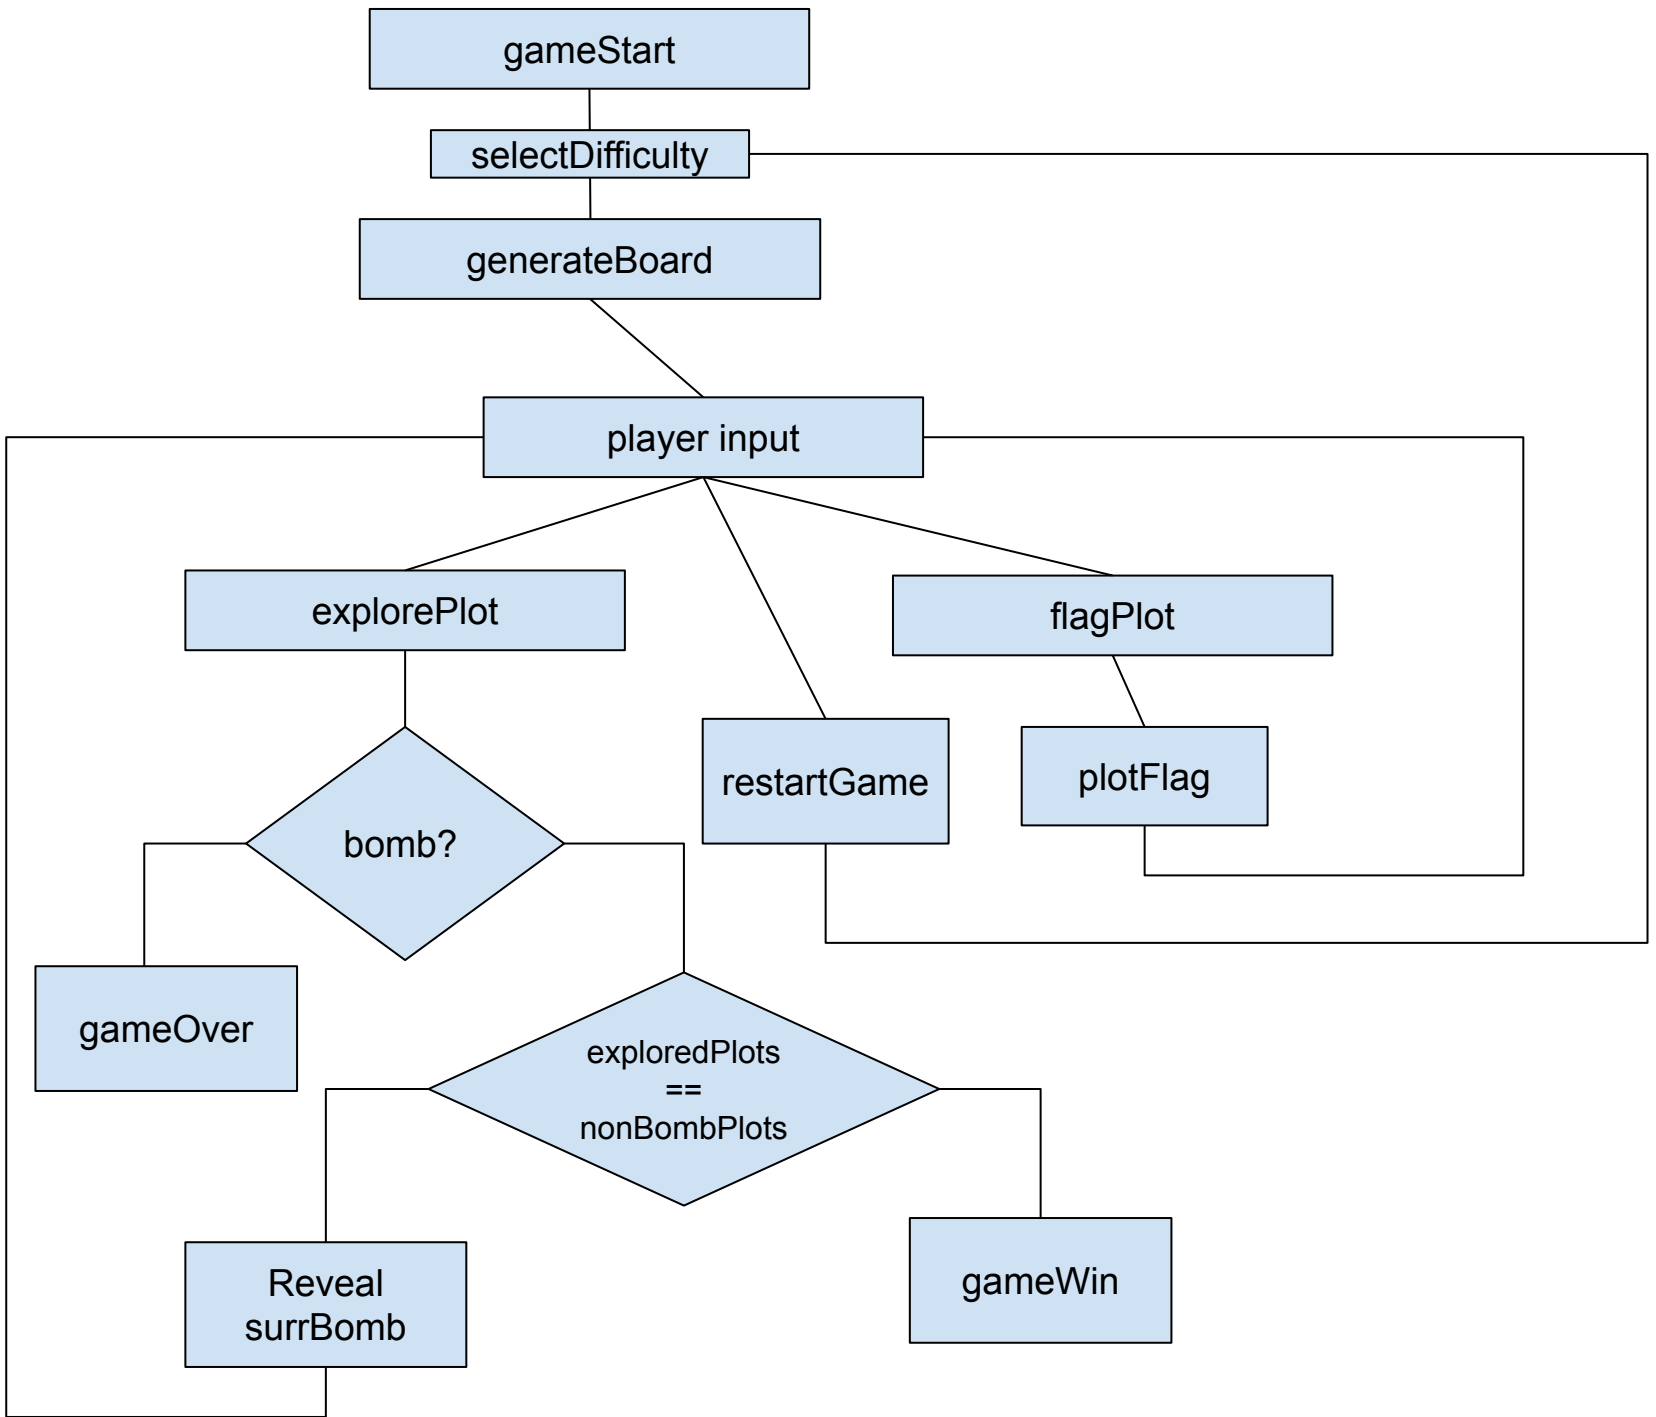 gameStart
selectDifficulty
generateBoard
player input
explorePlot
flagPlot
restartGame
plotFlag
bomb?
gameOver
exploredPlots
==
nonBombPlots
Reveal
surrBomb
gameWin